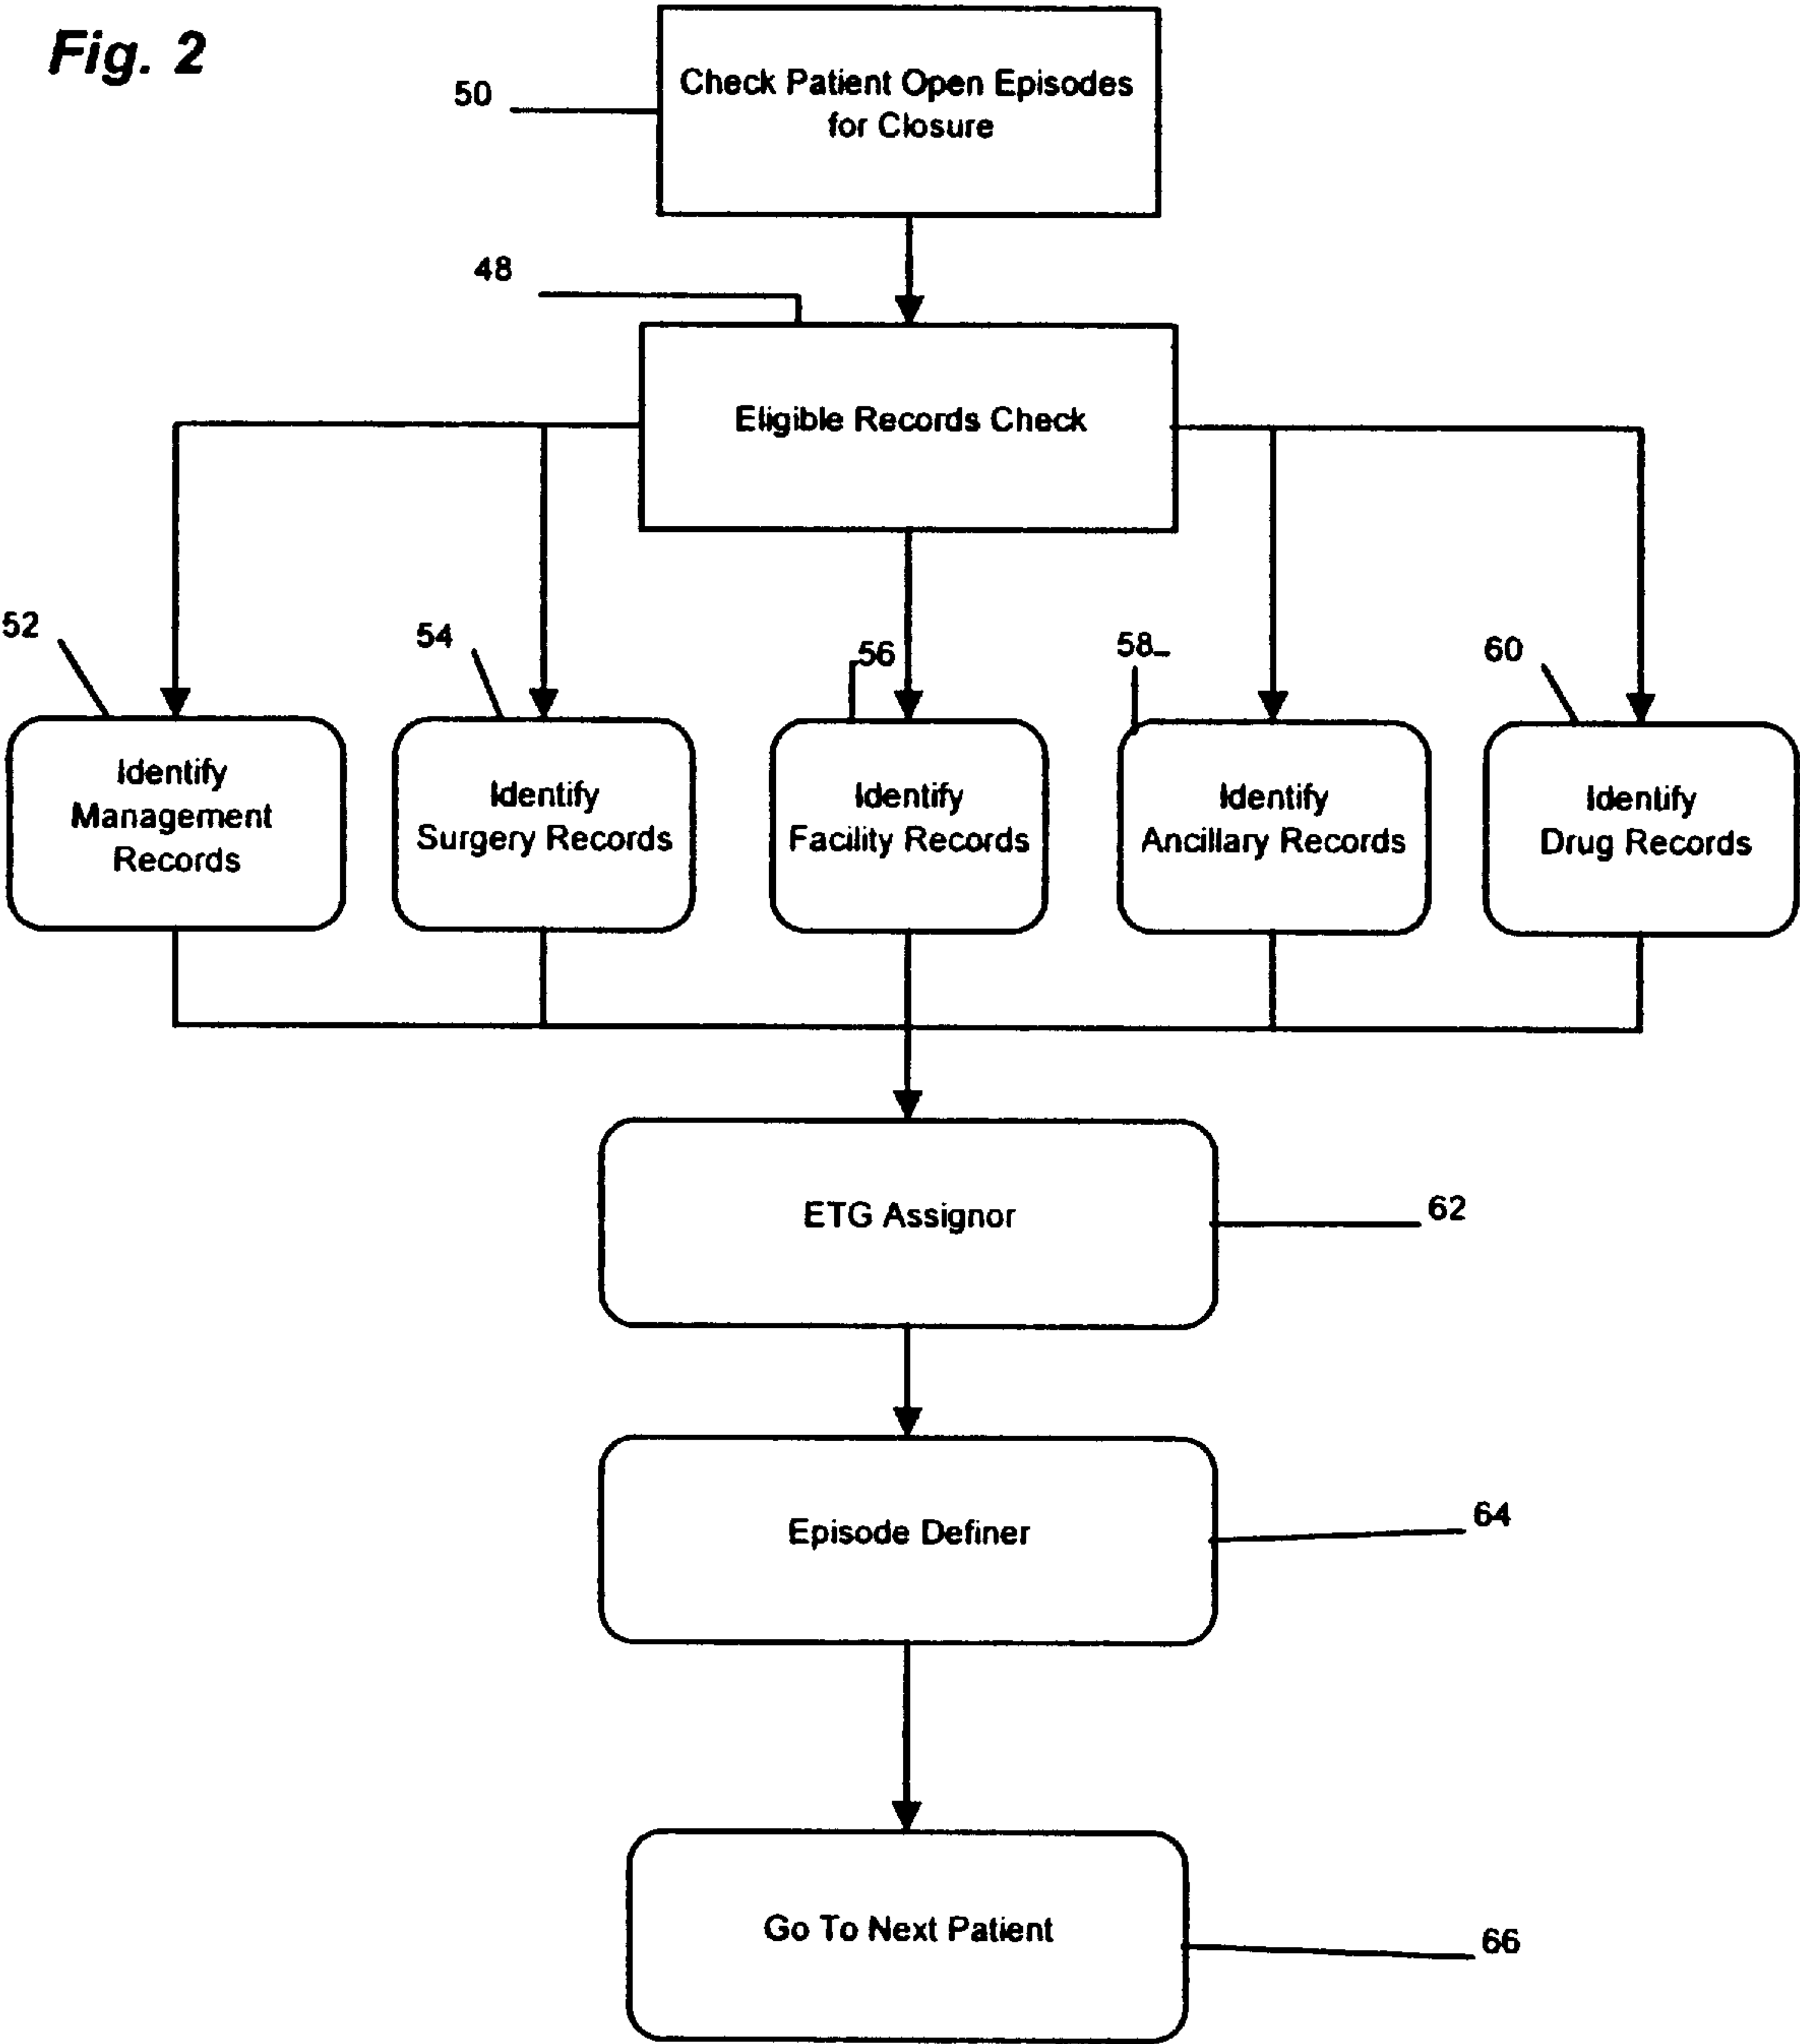 Fig. 2
50
Check Patient Open Episodes
for Closure
48
Eligible Records Check
52
54
56
58
60
Identify
Management
Records
Identify
Surgery Records
Identify
Facility Records
Identify
Ancillary Records
Identify
Drug Records
ETG Assignor
62
Episode Definer
64
Go To Next Patient
66